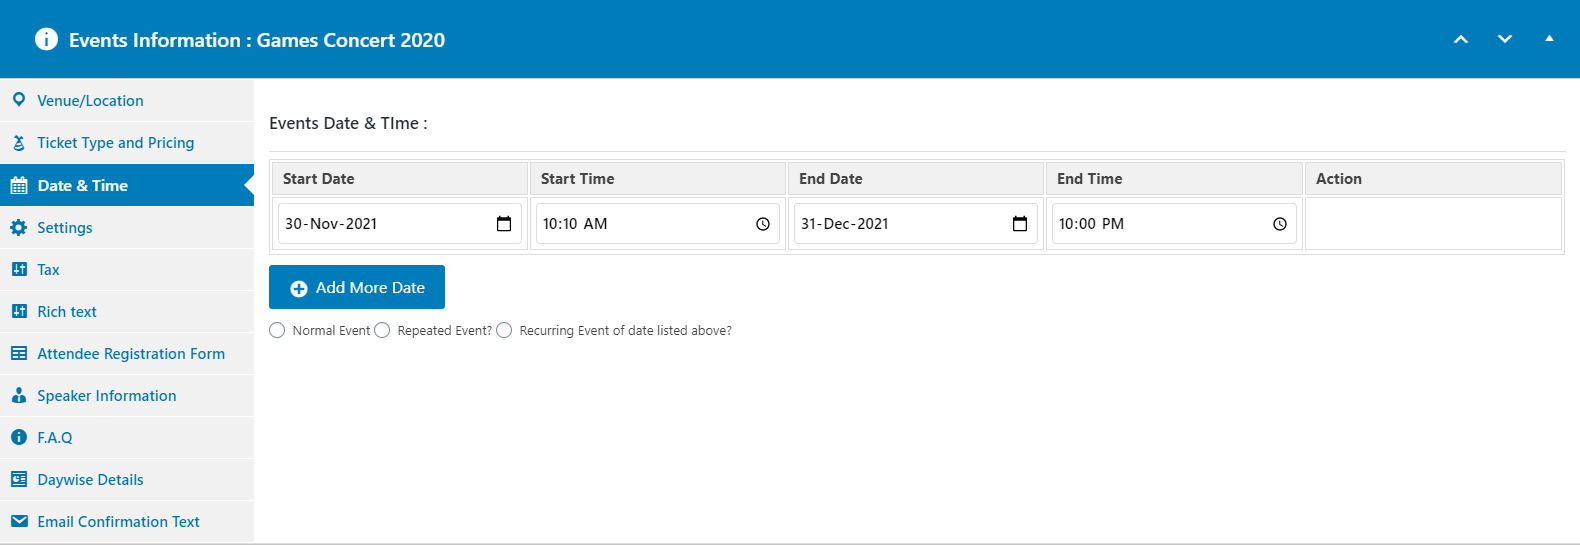 Events Information : Games Concert 2020
Venue/Location
Ticket Type and Pricing
Date & Time
Settings
Tax
Rich text
Attendee Registration Form
Speaker Information
F.A.Q
Daywise Details
Email Confirmation Text
Events Date & TIme :
Start Date Start Time End Date End Time Action
30-Nov-2021 10:10 AM 31-Dec-2021 10:00 PM
Add More Date
Normal Event Repeated Event? Recurring Event of date listed above?